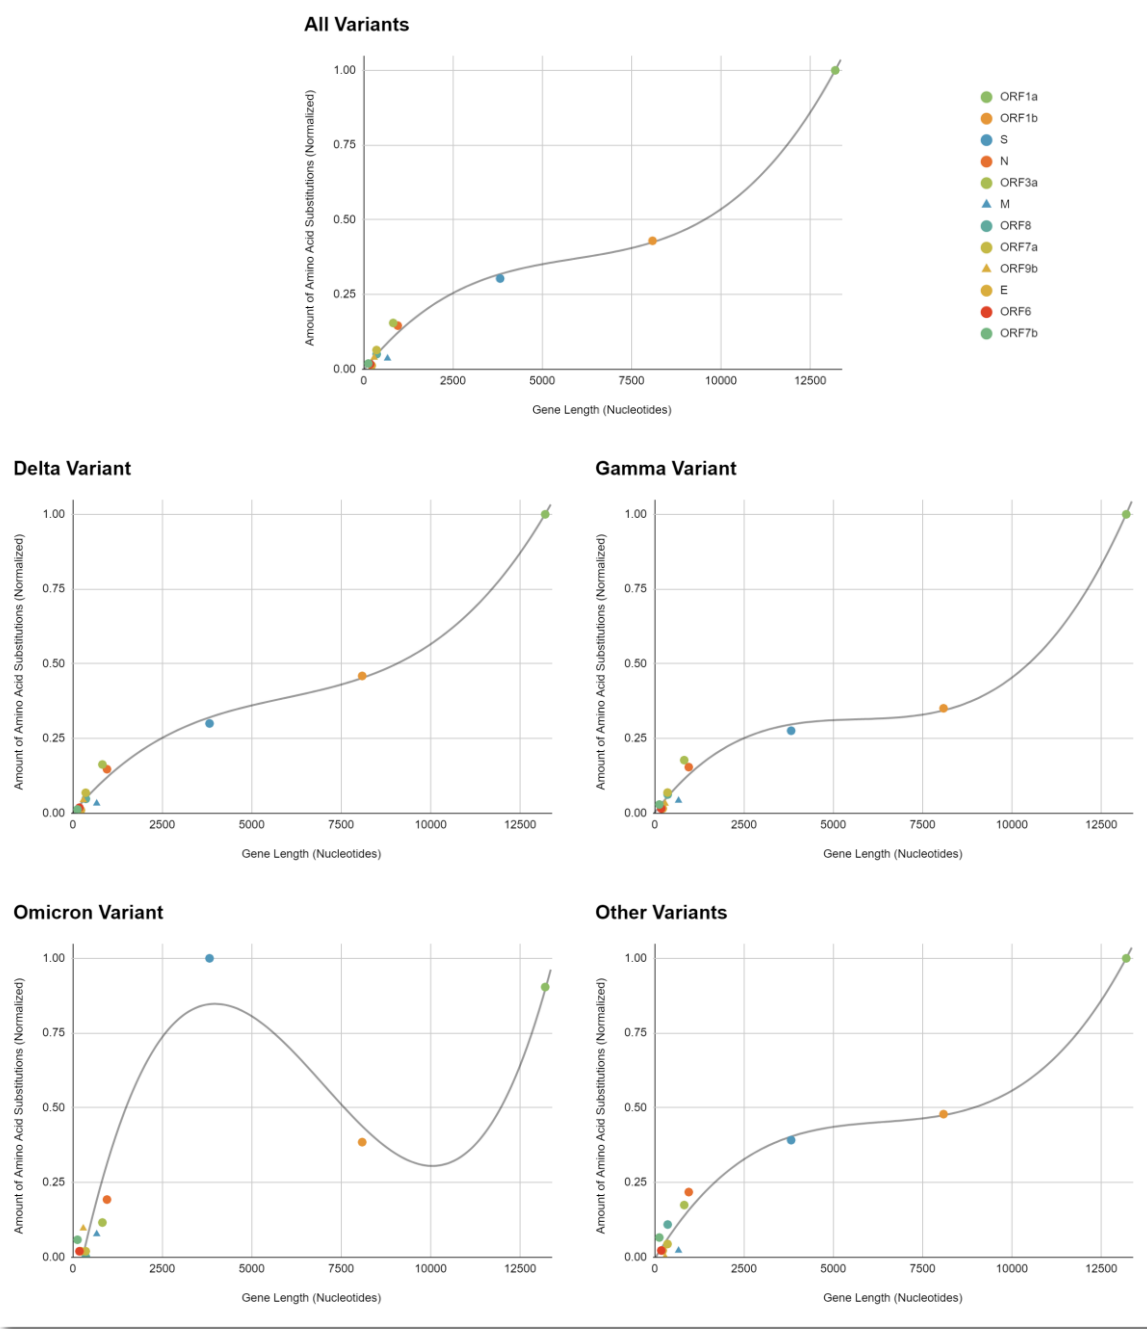 All Variants
Amount of Amino Acid Substitutions (Normalized)
1.00
0.75
0.50
0.25
0.00
0 2500 5000 7500 10000 12500
Gene Length (Nucleotides)
ORF1a
ORF1b
S
N
ORF3a
M
ORF8
ORF7a
ORF9b
E
ORF6
ORF7b
Delta Variant
Amount of Amino Acid Substitutions (Normalized)
1.00
0.75
0.50
0.25
0.00
0 2500 5000 7500 10000 12500
Gene Length (Nucleotides)
Gamma Variant
Amount of Amino Acid Substitutions (Normalized)
1.00
0.75
0.50
0.25
0.00
0 2500 5000 7500 10000 12500
Gene Length (Nucleotides)
Omicron Variant
Amount of Amino Acid Substitutions (Normalized)
1.00
0.75
0.50
0.25
0.00
0 2500 5000 7500 10000 12500
Gene Length (Nucleotides)
Other Variants
Amount of Amino Acid Substitutions (Normalized)
1.00
0.75
0.50
0.25
0.00
0 2500 5000 7500 10000 12500
Gene Length (Nucleotides)